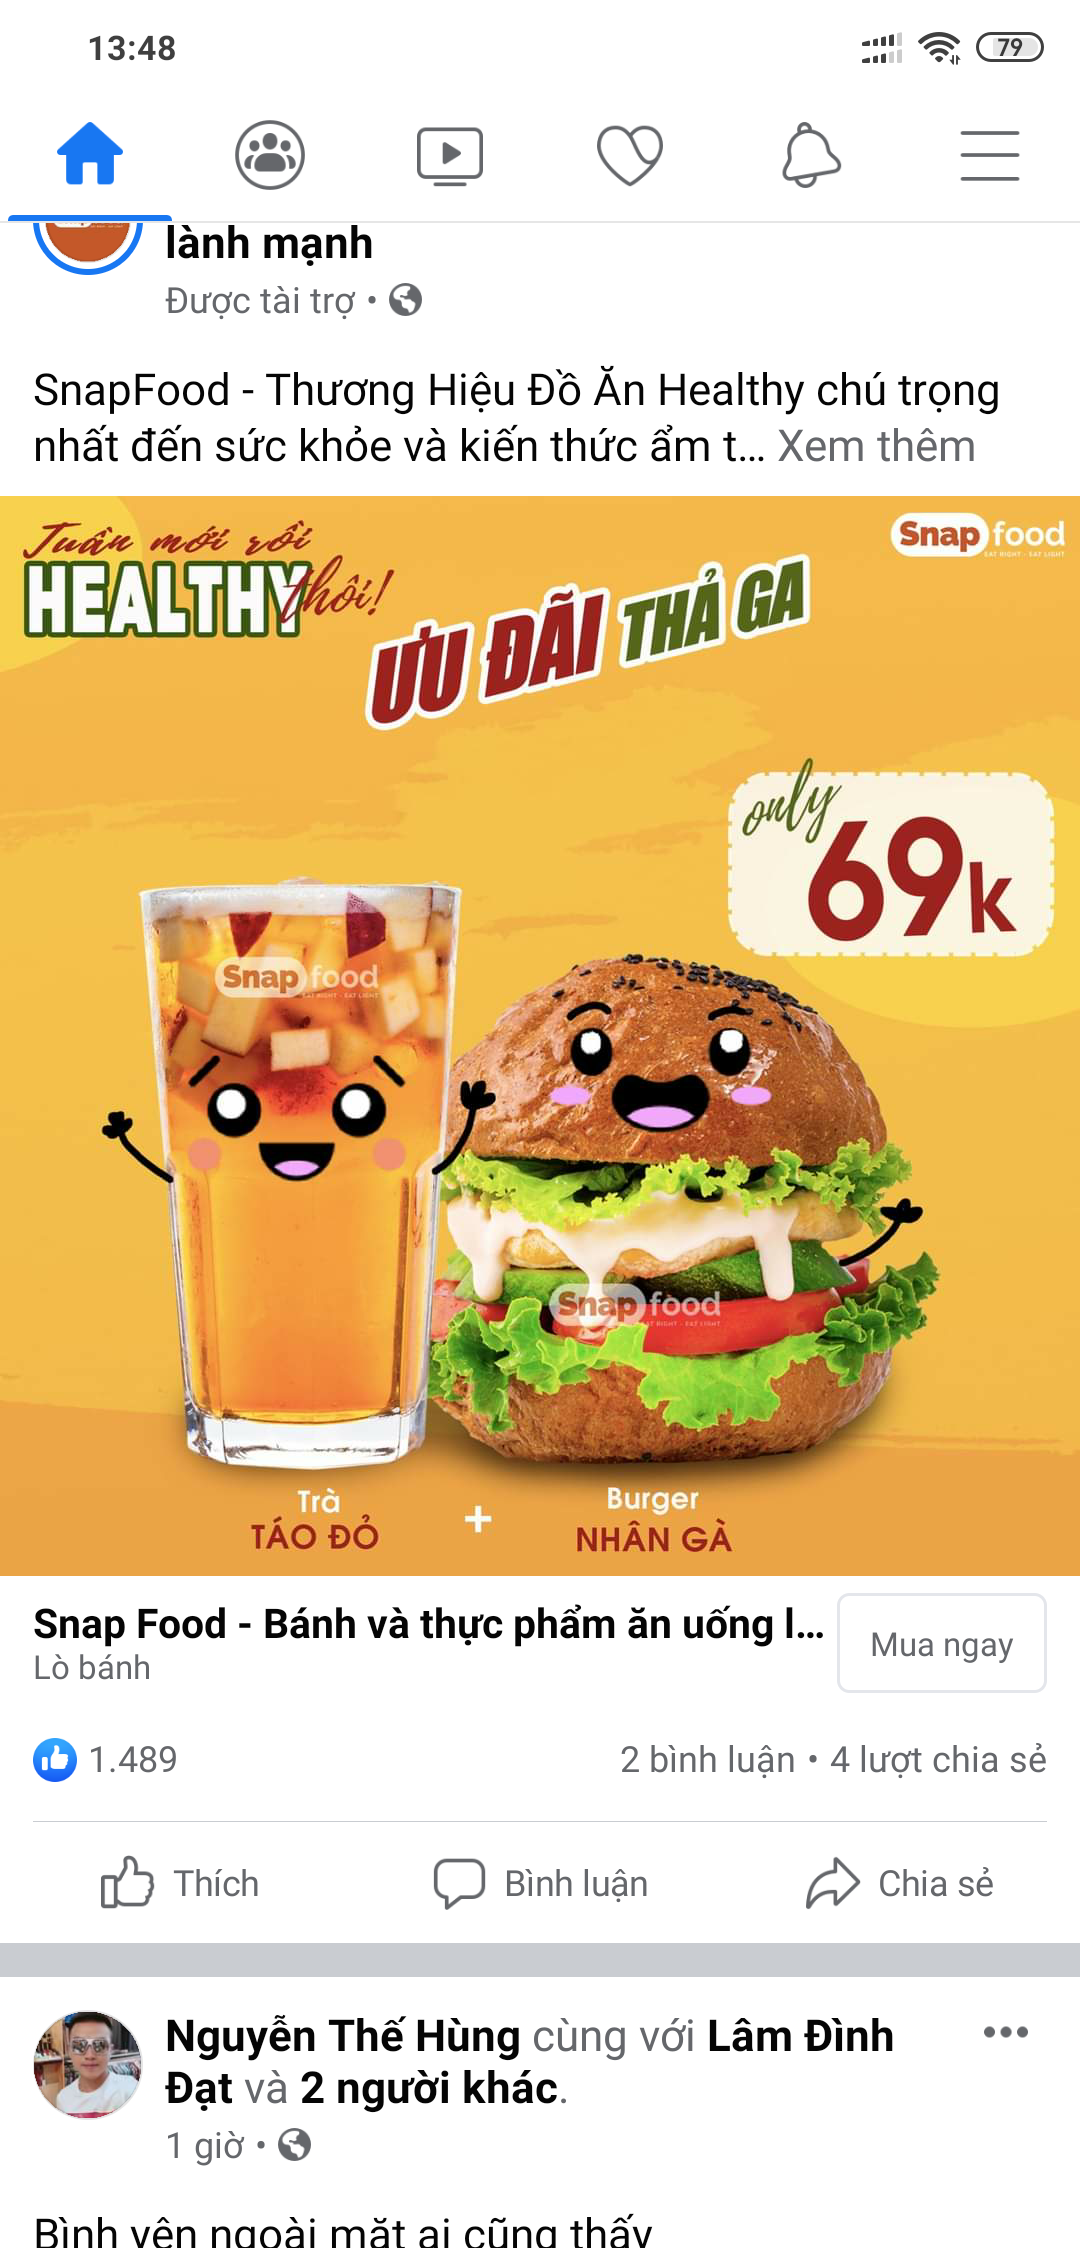 13:48
79
lành mạnh
Được tài trợ •
SnapFood - Thương Hiệu Đồ Ăn Healthy chú trọng
nhất đến sức khỏe và kiến thức ẩm t... Xem thêm
Tuần mới rồi
HEALTHY thôi!
Snap food
EAT RIGHT - EAT LIGHT
ƯU ĐÃI THẢ GA
only
69k
Snap food
EAT RIGHT - EAT LIGHT
Snap food
EAT RIGHT - EAT LIGHT
Trà
TÁO ĐỎ
+
Burger
NHÂN GÀ
Snap Food - Bánh và thực phẩm ăn uống l...
Lò bánh
Mua ngay
1.489
2 bình luận • 4 lượt chia sẻ
Thích
Bình luận
Chia sẻ
Nguyễn Thế Hùng cùng với Lâm Đình
Đạt và 2 người khác.
1 giờ •
Bình yên ngoài mặt ai cũng thấy